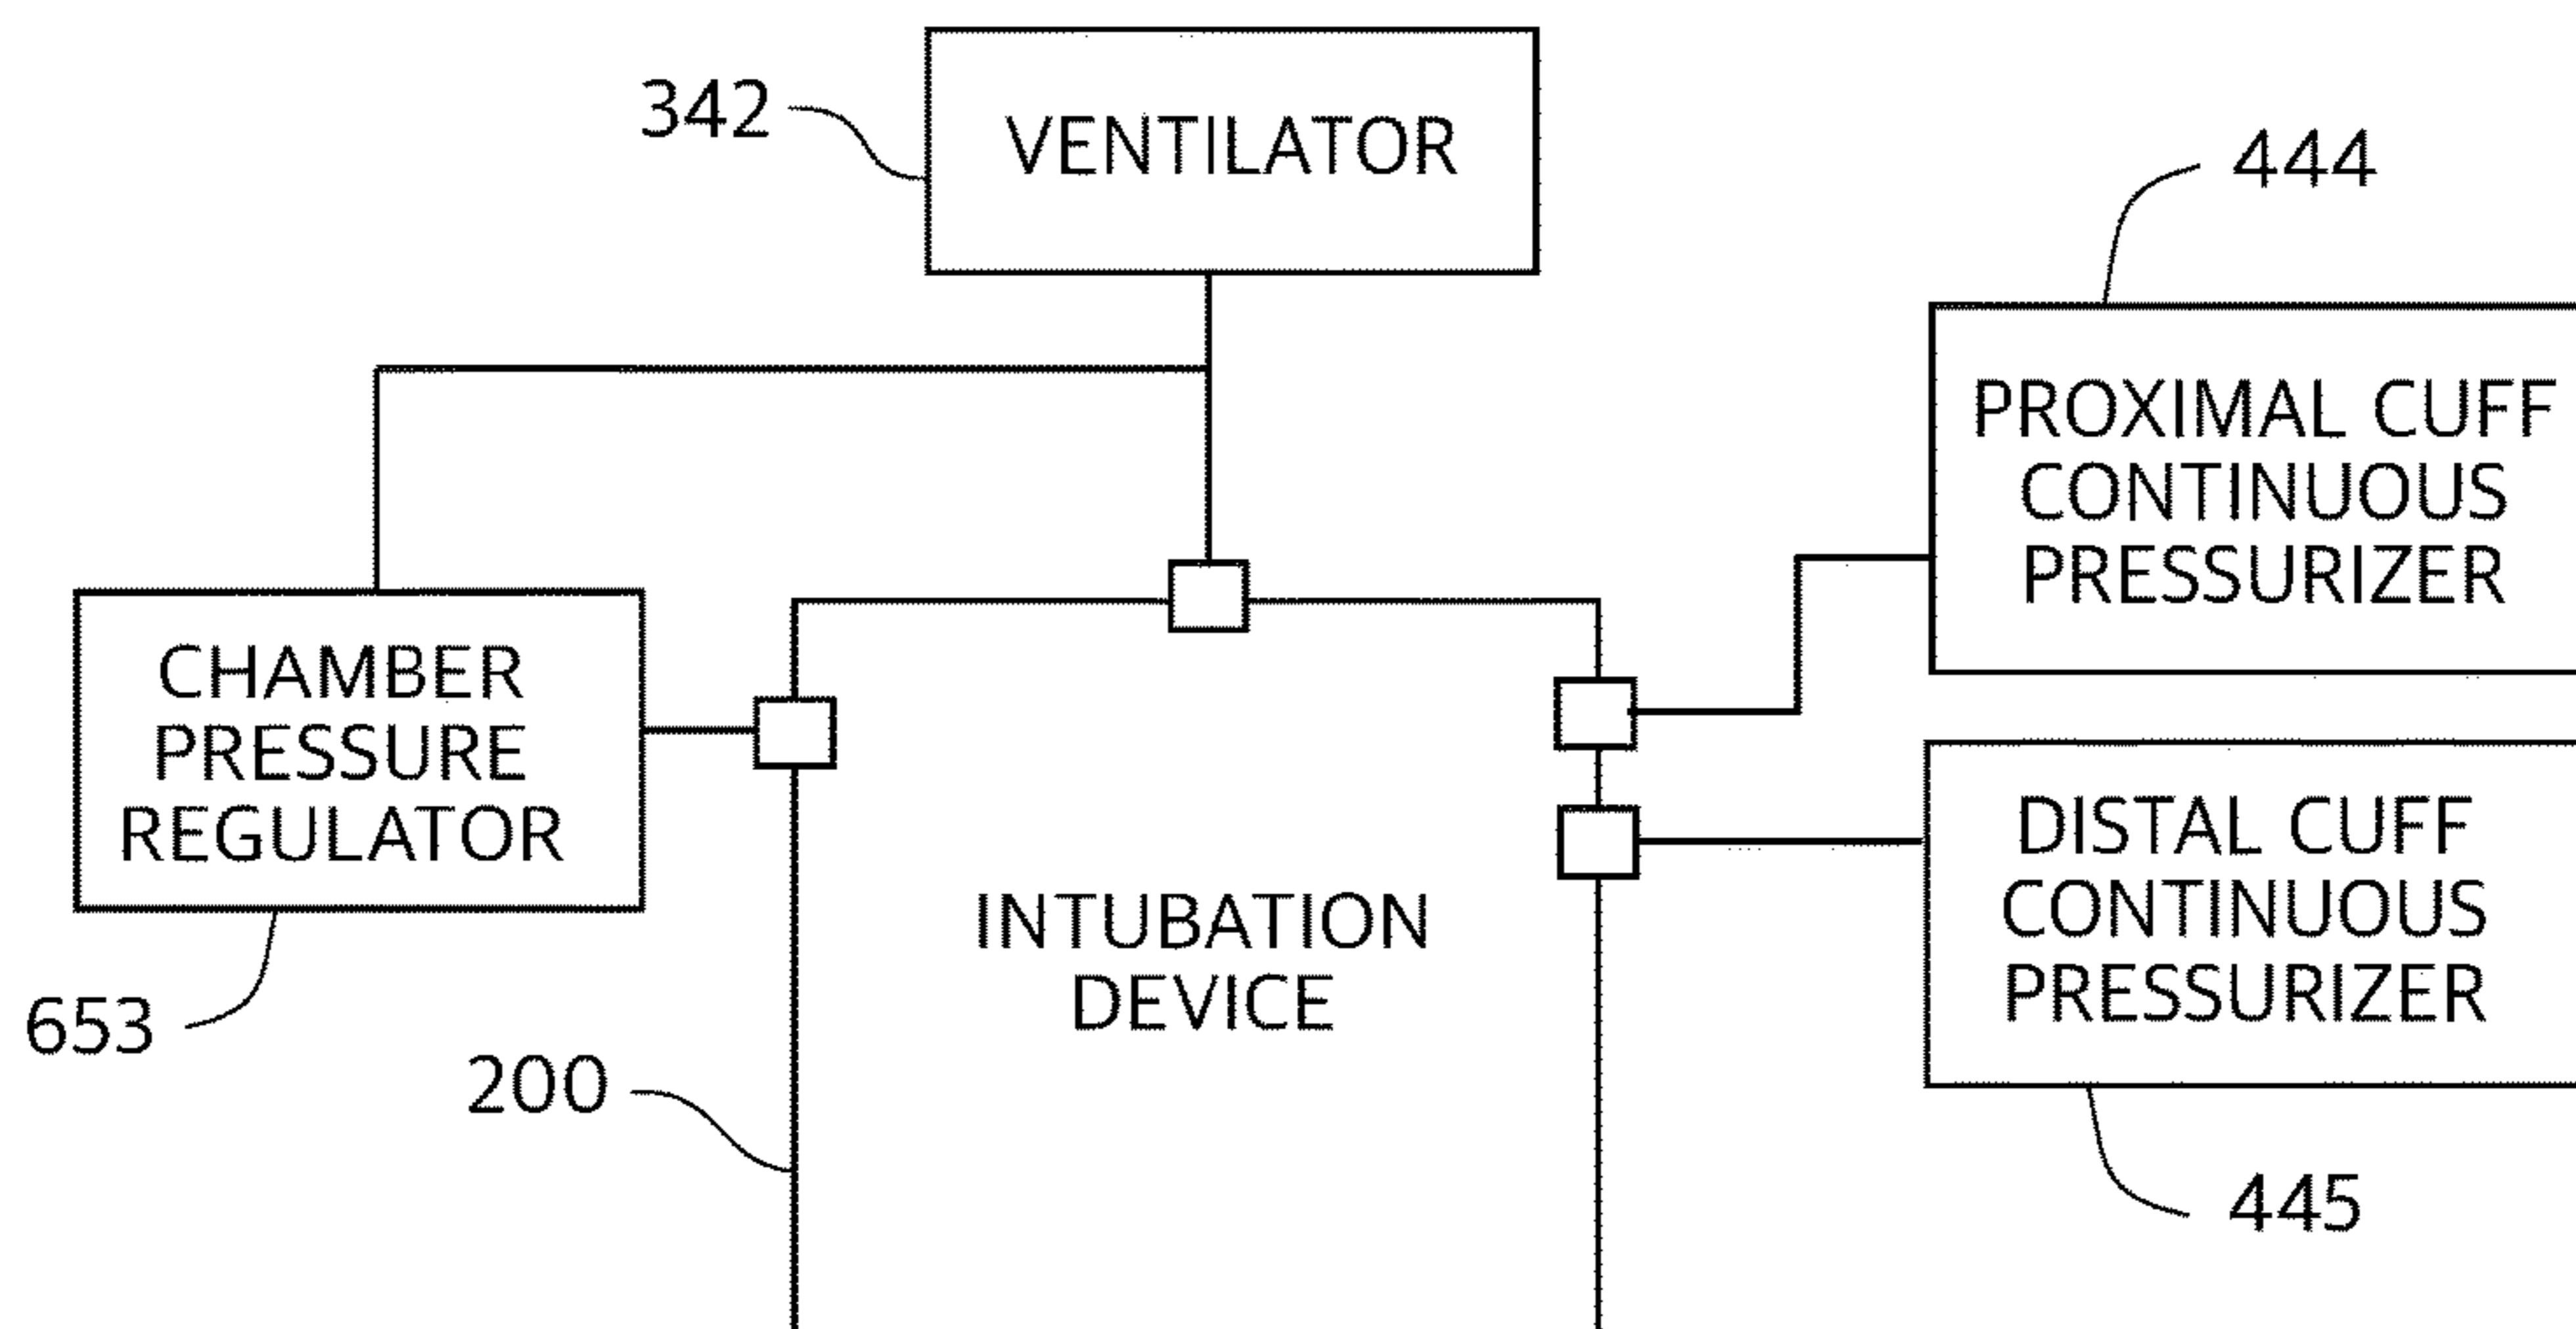 342
VENTILATOR
444
PROXIMAL CUFF
CONTINUOUS
PRESSURIZER
CHAMBER
PRESSURE
REGULATOR
653
DISTAL CUFF
CONTINUOUS
PRESSURIZER
445
INTUBATION
DEVICE
200